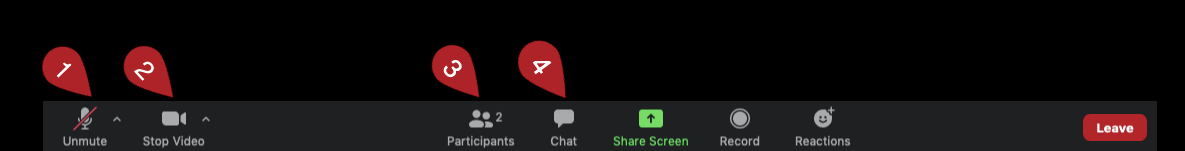 1 2 3 4
2
Unmute Stop Video Participants Chat Share Screen Record Reactions Leave